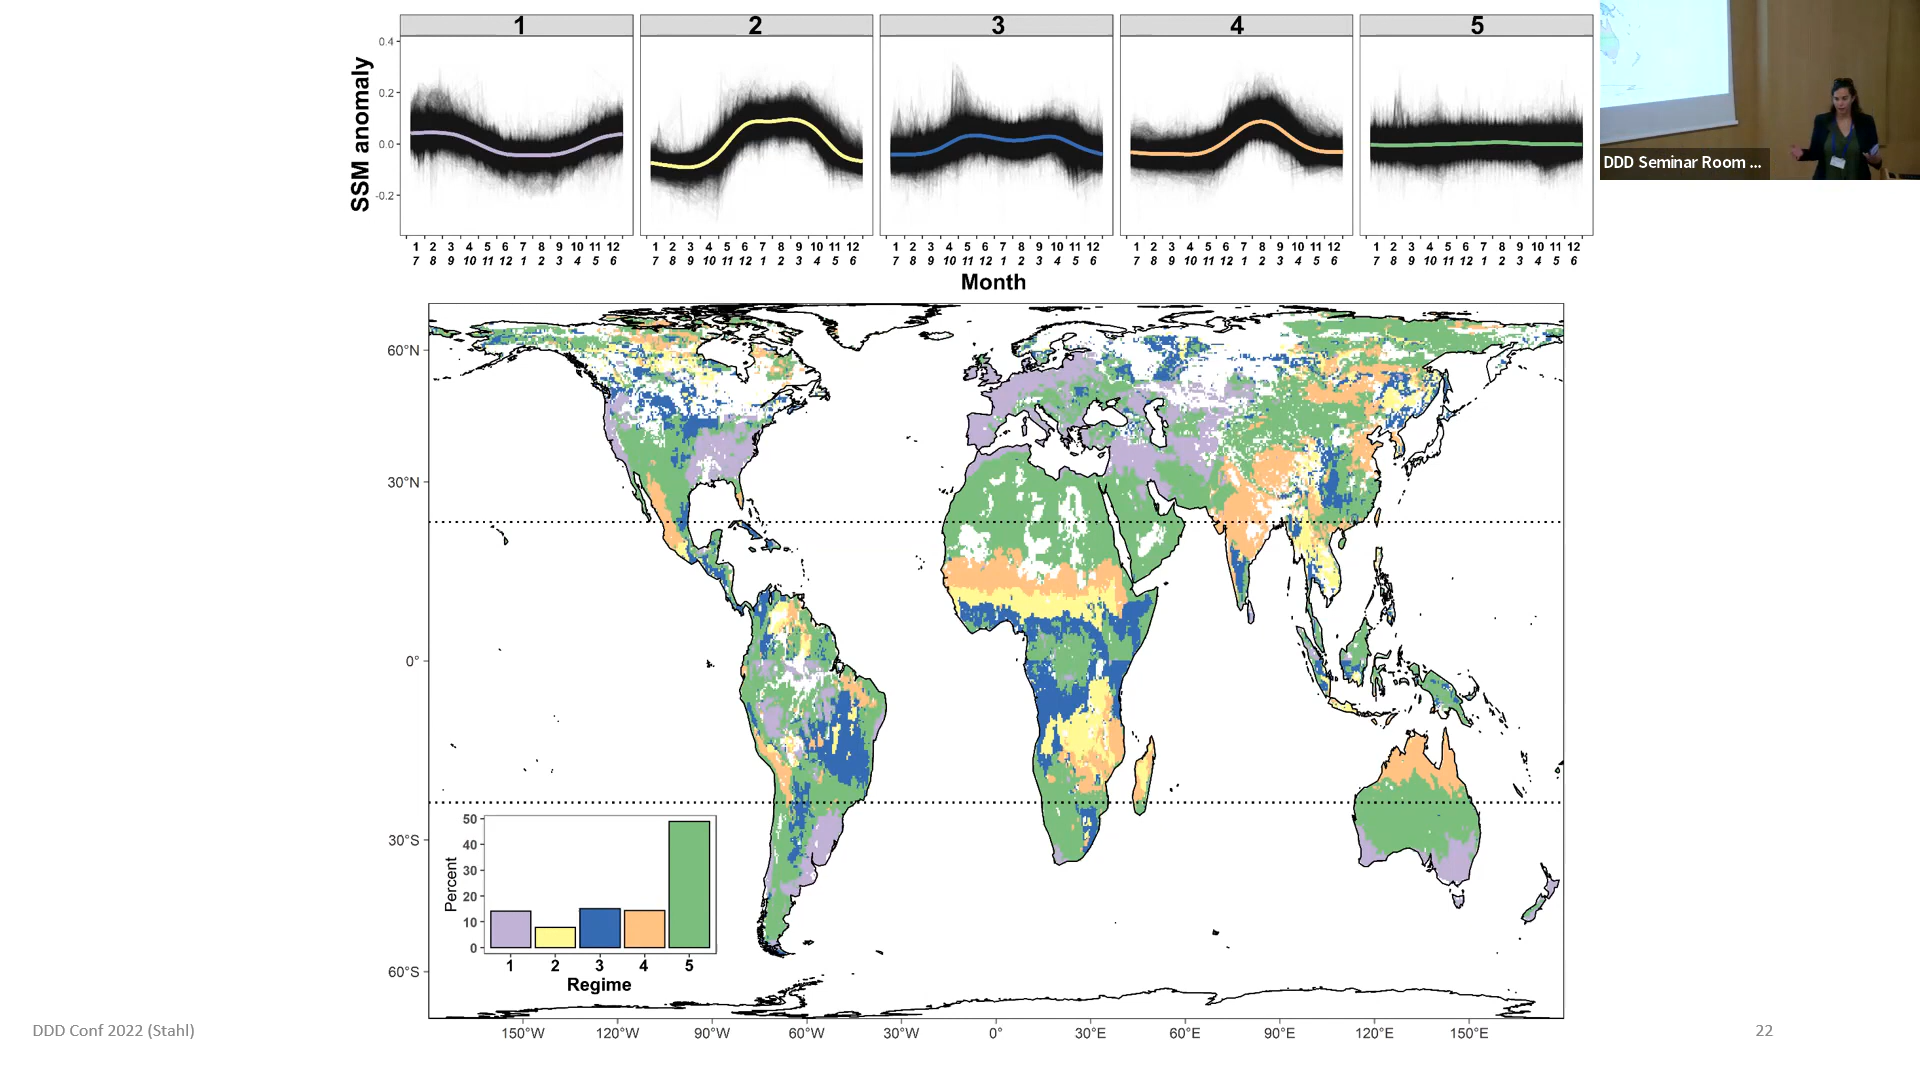 1 2 3 4 5
SSM anomaly
0.4
0.2
0.0
-0.2
1 2 3 4 5 6 7 8 9 10 11 12 1 2 3 4 5 6 7 8 9 10 11 12 1 2 3 4 5 6 7 8 9 10 11 12 1 2 3 4 5 6 7 8 9 10 11 12 1 2 3 4 5 6 7 8 9 10 11 12
7 8 9 10 11 12 1 2 3 4 5 6 7 8 9 10 11 12 1 2 3 4 5 6 7 8 9 10 11 12 1 2 3 4 5 6 7 8 9 10 11 12 1 2 3 4 5 6 7 8 9 10 11 12 1 2 3 4 5 6
Month
DDD Seminar Room ...
60°N
30°N
0°
30°S
60°S
150°W 120°W 90°W 60°W 30°W 0° 30°E 60°E 90°E 120°E 150°E
Percent
50
40
30
20
10
0
1 2 3 4 5
Regime
DDD Conf 2022 (Stahl)
22